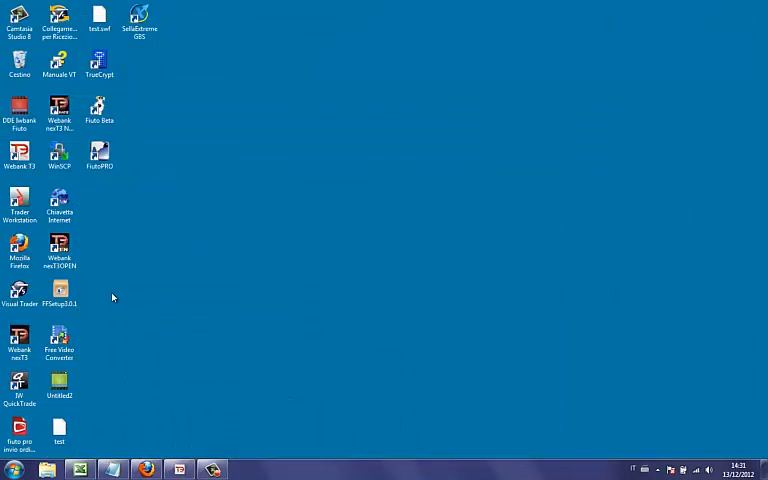 Camtasia
Studio 8
Collegame...
per Ricezio...
test.swf
SellaExtreme
GBS
Cestino
Manuale VT
TrueCrypt
DDE Iwbank
Fiuto
Webank
nexT3 N...
Fiuto Beta
Webank T3
WinSCP
FiutoPRO
Trader
Workstation
Chiavetta
Internet
Mozilla
Firefox
Webank
nexT3OPEN
Visual Trader
FFSetup3.0.1
Webank
nexT3
Free Video
Converter
IW
QuickTrade
Untitled2
fiuto pro
invio ordi...
test
IT
14:31
13/12/2012